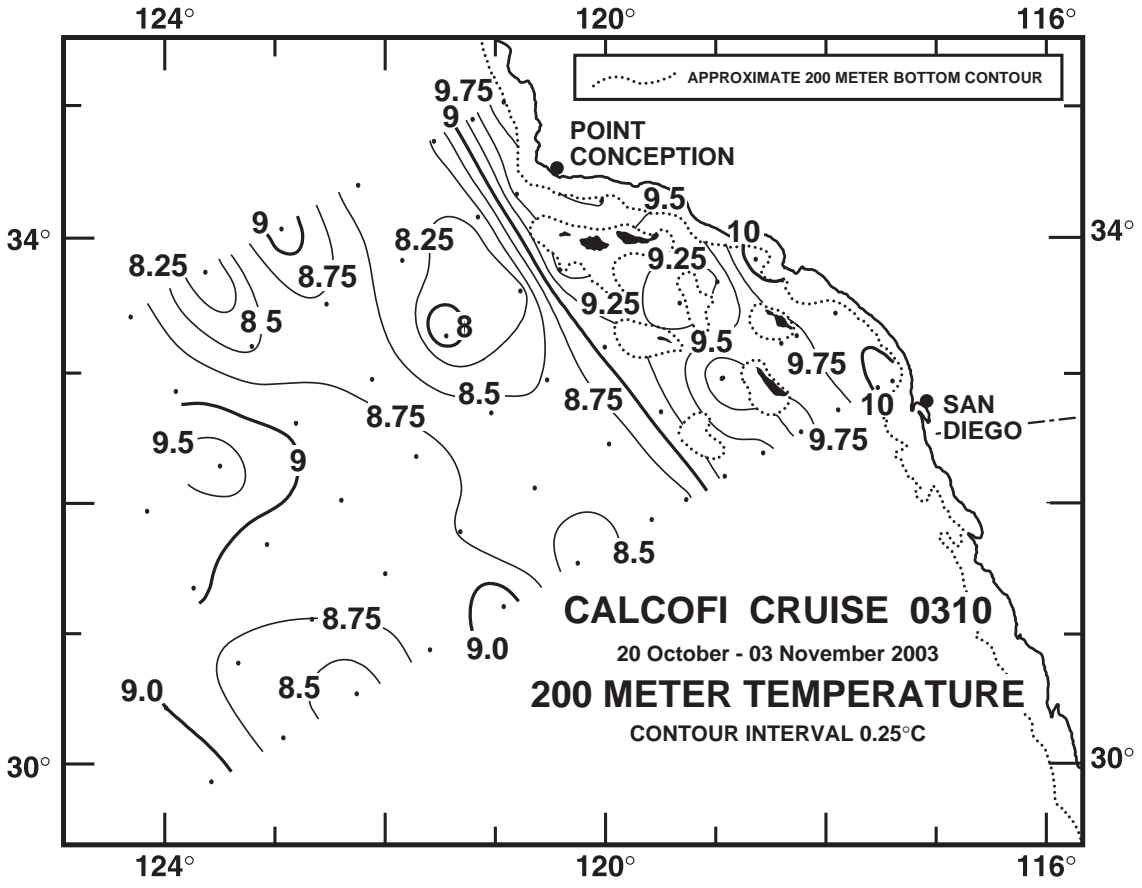 124° 120° 116°
APPROXIMATE 200 METER BOTTOM CONTOUR
9.75
9
POINT
CONCEPTION
9.5
9
8.25
10
34° 34°
8.25
8.75
9.25
9.25
8 5
8
9.5
9.75
8.5
8.75
8.75
10
SAN
DIEGO
9.5
9
9.75
8.5
CALCOFI CRUISE 0310
8.75
9.0
20 October - 03 November 2003
9.0
8.5
200 METER TEMPERATURE
CONTOUR INTERVAL 0.25°C
30° 30°
124° 120° 116°